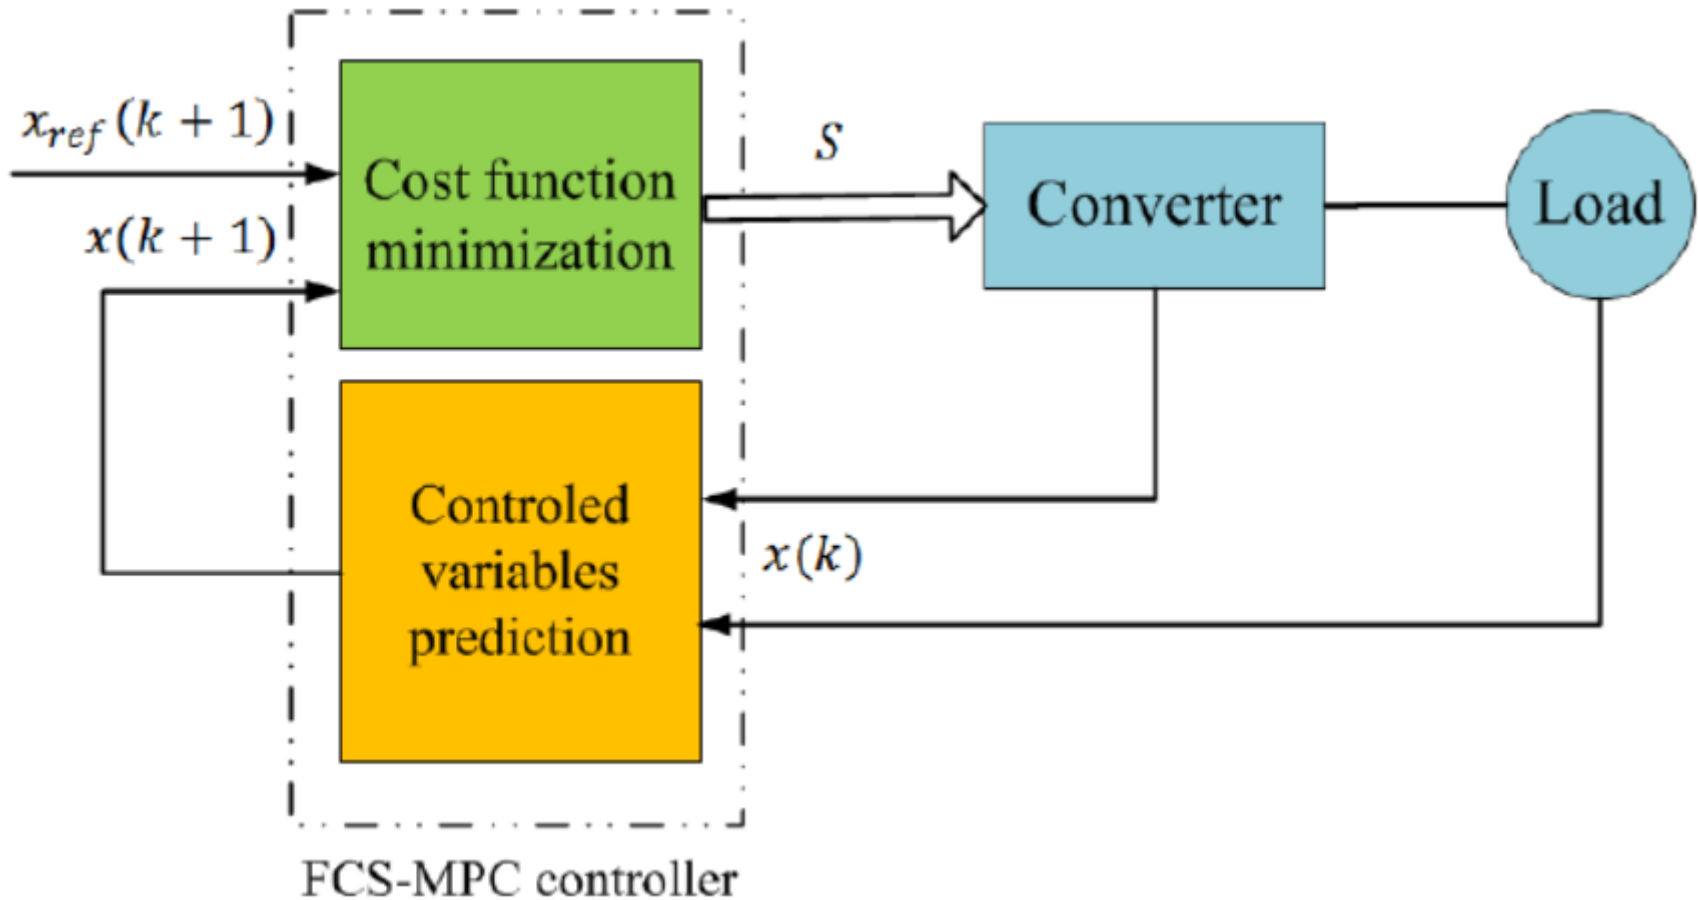 x_ref(k + 1)
x(k + 1)
Cost function
minimization
S
Converter
Load
Controled
variables
prediction
x(k)
FCS-MPC controller